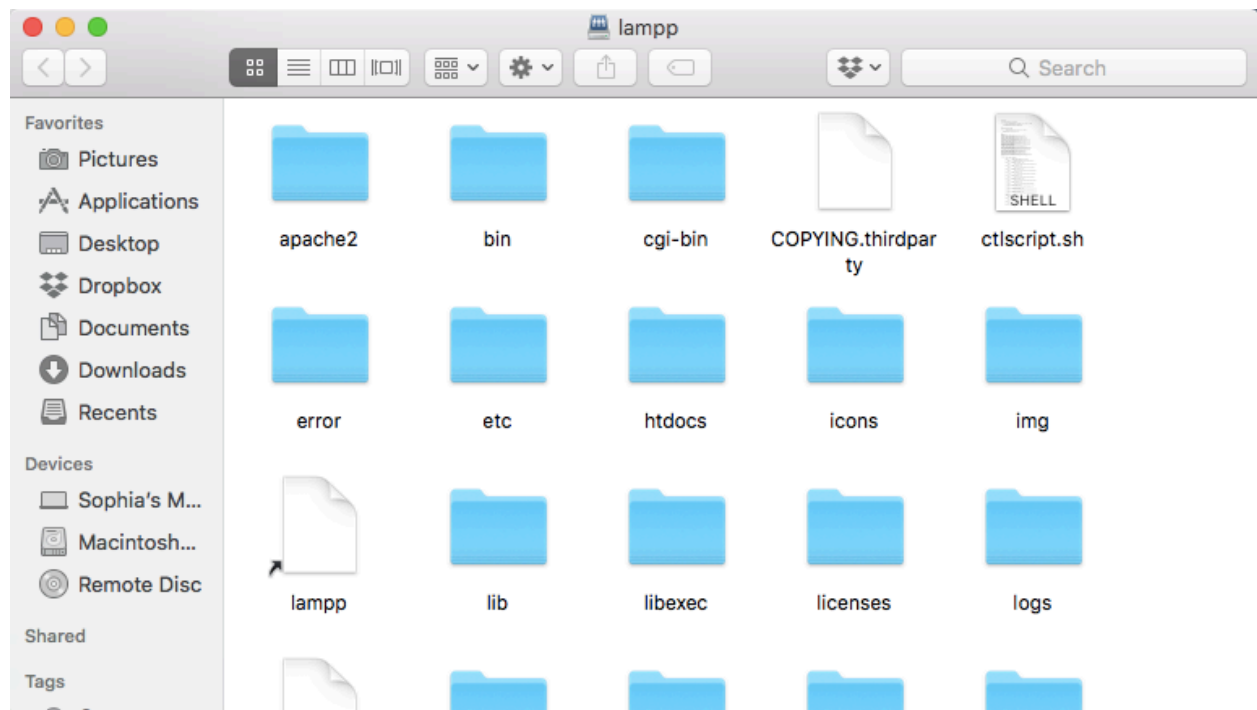 lampp
Search
Favorites
Pictures
Applications
Desktop
Dropbox
Documents
Downloads
Recents
Devices
Sophia's M...
Macintosh...
Remote Disc
Shared
Tags
apache2
bin
cgi-bin
COPYING.thirdpar
ty
SHELL
ctlscript.sh
error
etc
htdocs
icons
img
lampp
lib
libexec
licenses
logs